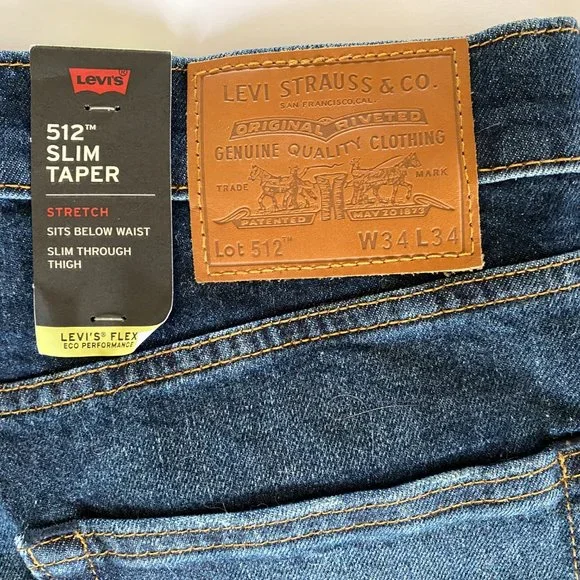 Levi's®
512™
SLIM
TAPER
STRETCH
SITS BELOW WAIST
SLIM THROUGH
THIGH
LEVI'S® FLEX
ECO PERFORMANCE
LEVI STRAUSS & CO.
SAN FRANCISCO, CAL.
ORIGINAL RIVETED
GENUINE QUALITY CLOTHING
TRADE MARK
PATENTED MAY 20 1873
Lot 512™ W34 L34